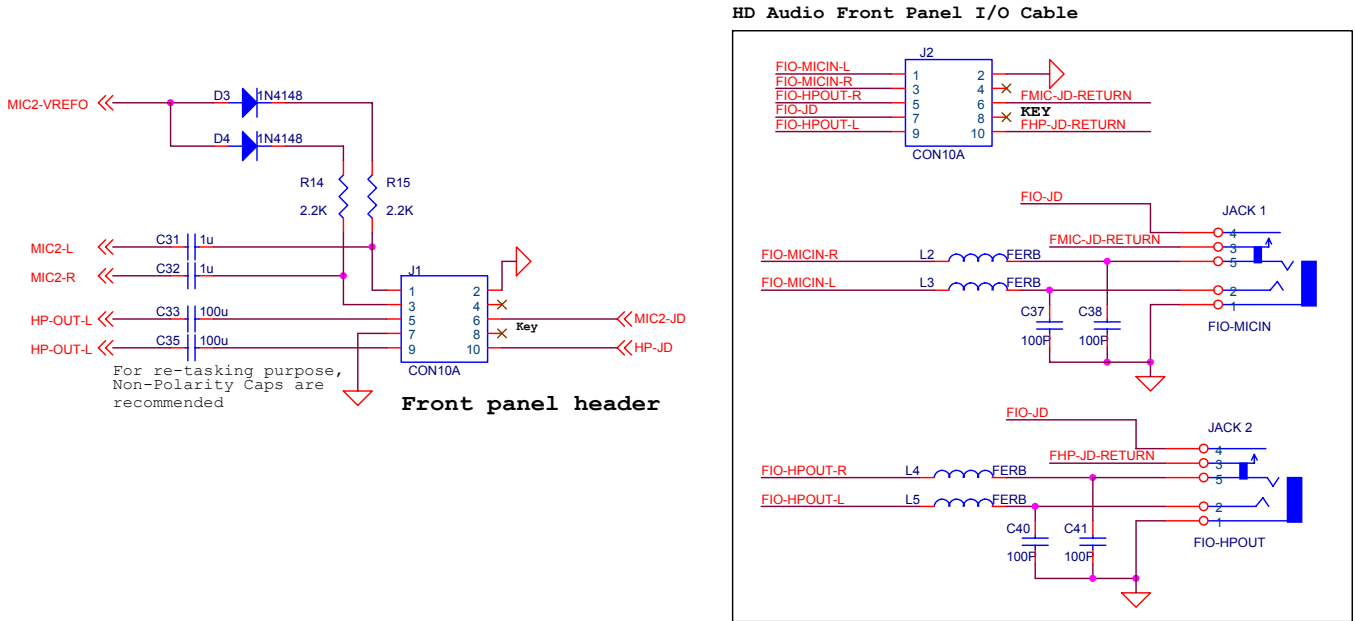 HD Audio Front Panel I/O Cable
MIC2-VREFO
D3
1N4148
D4
1N4148
R14
2.2K
R15
2.2K
MIC2-L
C31
1u
MIC2-R
C32
1u
HP-OUT-L
C33
100u
HP-OUT-L
C35
100u
J1
1
2
3
4
5
6
7
8
9
10
Key
CON10A
MIC2-JD
HP-JD
For re-tasking purpose,
Non-Polarity Caps are
recommended
Front panel header
J2
FIO-MICIN-L
FIO-MICIN-R
FIO-HPOUT-R
FIO-JD
FIO-HPOUT-L
1
2
3
4
5
6
7
8
9
10
FMIC-JD-RETURN
KEY
FHP-JD-RETURN
CON10A
FIO-JD
JACK 1
FMIC-JD-RETURN
FIO-MICIN-R
L2
FERB
FIO-MICIN-L
L3
FERB
4
3
5
2
1
C37
100P
C38
100P
FIO-MICIN
FIO-JD
JACK 2
FHP-JD-RETURN
FIO-HPOUT-R
L4
FERB
FIO-HPOUT-L
L5
FERB
4
3
5
2
1
C40
100P
C41
100P
FIO-HPOUT